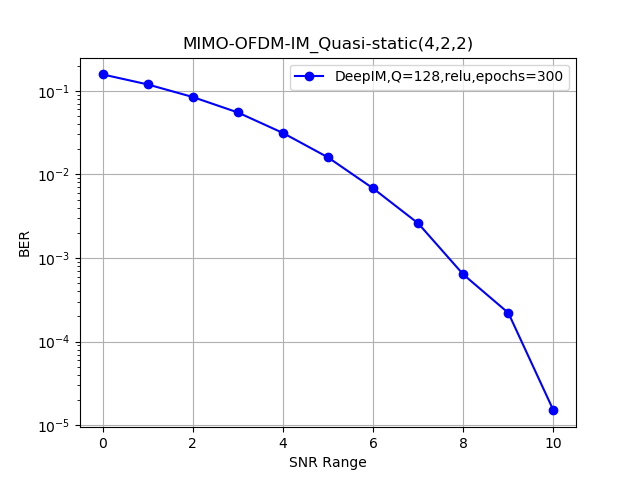 MIMO-OFDM-IM_Quasi-static(4,2,2)
DeepIM,Q=128,relu,epochs=300
10⁻¹
10⁻²
10⁻³
10⁻⁴
10⁻⁵
BER
0 2 4 6 8 10
SNR Range